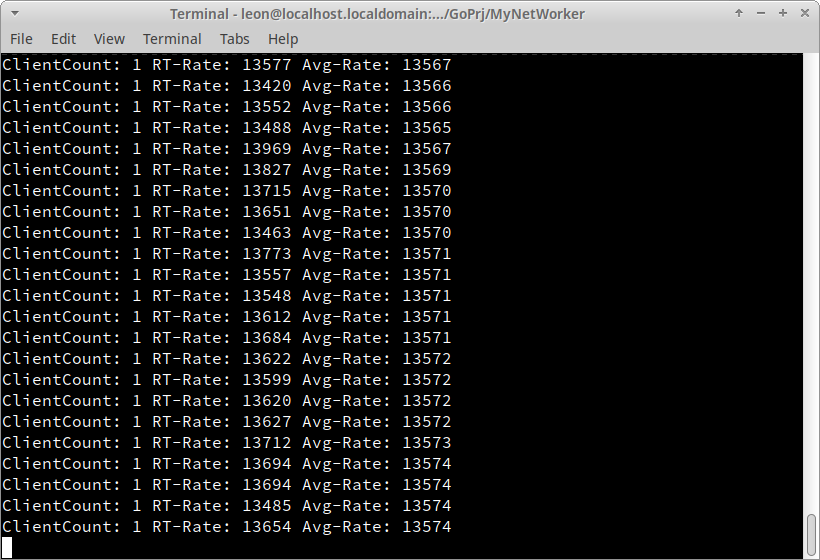 Terminal - leon@localhost.localdomain:.../GoPrj/MyNetWorker
File Edit View Terminal Tabs Help
ClientCount: 1 RT-Rate: 13577 Avg-Rate: 13567
ClientCount: 1 RT-Rate: 13420 Avg-Rate: 13566
ClientCount: 1 RT-Rate: 13552 Avg-Rate: 13566
ClientCount: 1 RT-Rate: 13488 Avg-Rate: 13565
ClientCount: 1 RT-Rate: 13969 Avg-Rate: 13567
ClientCount: 1 RT-Rate: 13827 Avg-Rate: 13569
ClientCount: 1 RT-Rate: 13715 Avg-Rate: 13570
ClientCount: 1 RT-Rate: 13651 Avg-Rate: 13570
ClientCount: 1 RT-Rate: 13463 Avg-Rate: 13570
ClientCount: 1 RT-Rate: 13773 Avg-Rate: 13571
ClientCount: 1 RT-Rate: 13557 Avg-Rate: 13571
ClientCount: 1 RT-Rate: 13548 Avg-Rate: 13571
ClientCount: 1 RT-Rate: 13612 Avg-Rate: 13571
ClientCount: 1 RT-Rate: 13684 Avg-Rate: 13571
ClientCount: 1 RT-Rate: 13622 Avg-Rate: 13572
ClientCount: 1 RT-Rate: 13599 Avg-Rate: 13572
ClientCount: 1 RT-Rate: 13620 Avg-Rate: 13572
ClientCount: 1 RT-Rate: 13627 Avg-Rate: 13572
ClientCount: 1 RT-Rate: 13712 Avg-Rate: 13573
ClientCount: 1 RT-Rate: 13694 Avg-Rate: 13574
ClientCount: 1 RT-Rate: 13694 Avg-Rate: 13574
ClientCount: 1 RT-Rate: 13485 Avg-Rate: 13574
ClientCount: 1 RT-Rate: 13654 Avg-Rate: 13574